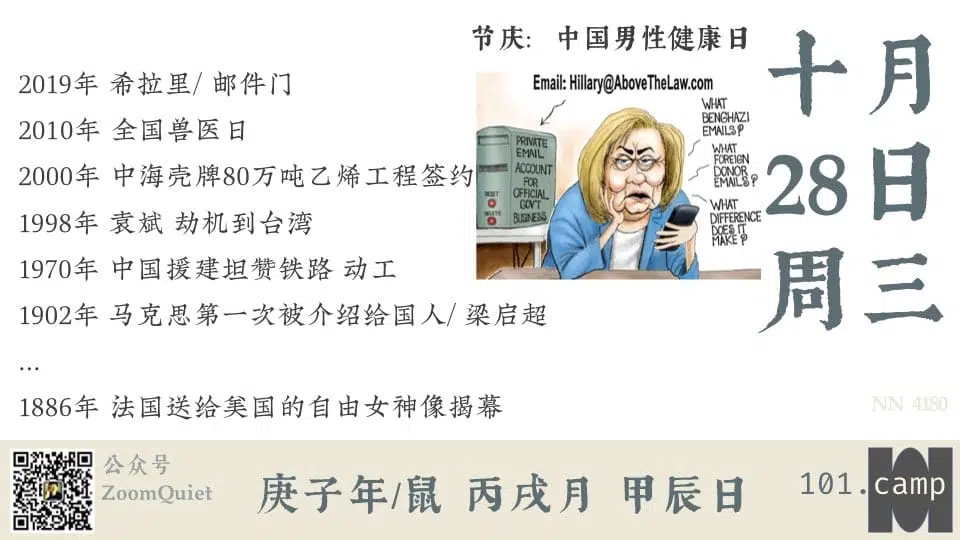 节庆: 中国男性健康日
2019年 希拉里/ 邮件门
2010年 全国兽医日
2000年 中海壳牌80万吨乙烯工程签约
1998年 袁斌 劫机到台湾
1970年 中国援建坦赞铁路 动工
1902年 马克思第一次被介绍给国人/ 梁启超
...
1886年 法国送给美国的自由女神像揭幕
Email: Hillary@AboveTheLaw.com
PRIVATE
EMAIL
ACCOUNT
FOR
OFFICIAL
GOV'T
BUSINESS
RESET
DELETE
WHAT
BENGHAZI
EMAILS?
WHAT
FOREIGN
DONOR
EMAILS?
WHAT
DIFFERENCE
DOES IT
MAKE?
十月
28日
周三
NN 4180
公众号
ZoomQuiet
庚子年/鼠 丙戌月 甲辰日
101.camp